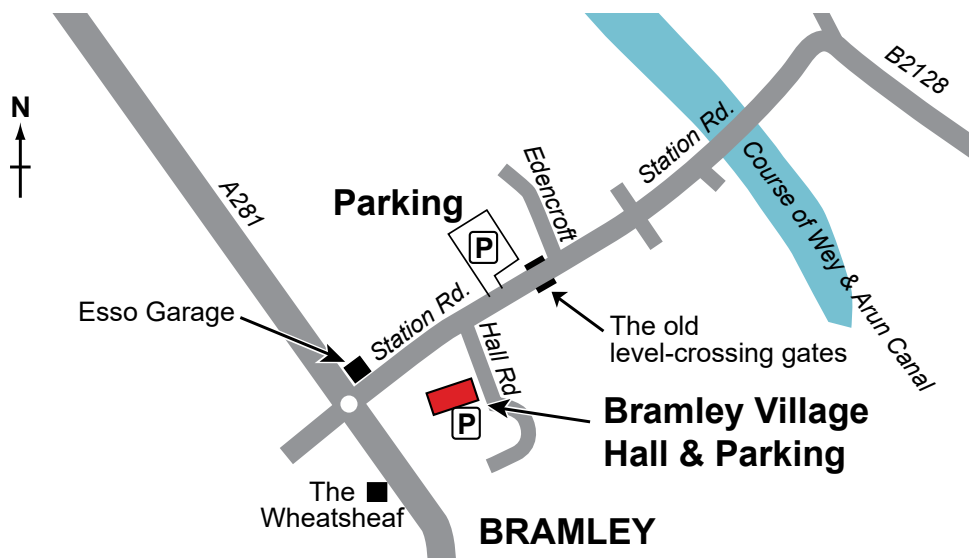 B2128
N
Station Rd.
Edencroft
Course of Wey & Arun Canal
A281
Parking
P
Esso Garage
Station Rd.
The old
level-crossing gates
Hall Rd
P
Bramley Village
Hall & Parking
The
Wheatsheaf
BRAMLEY